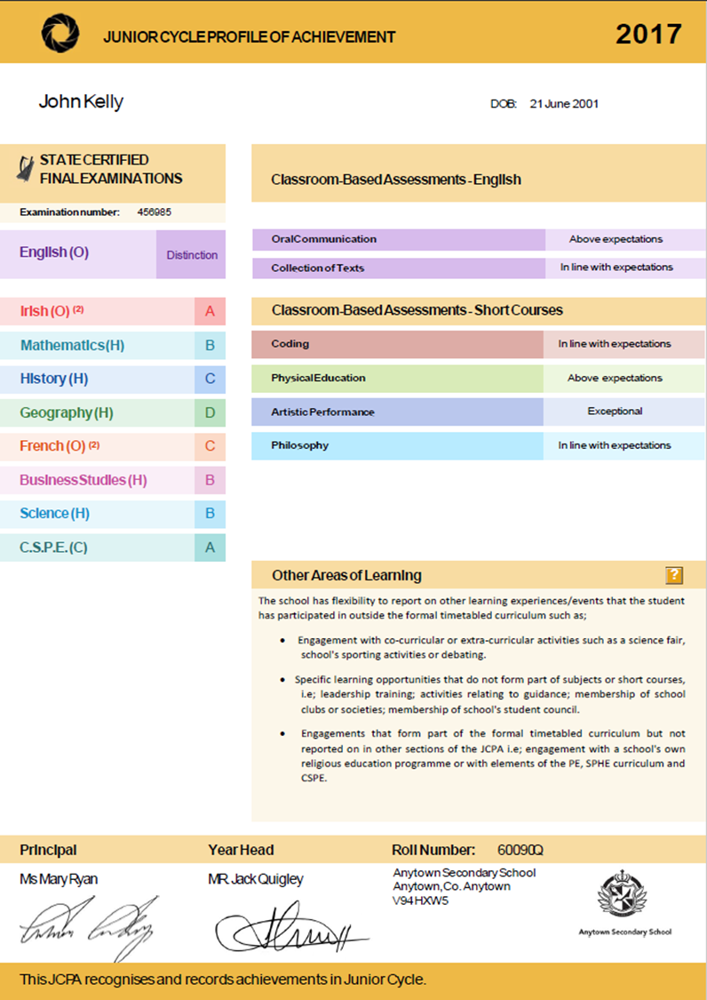 JUNIOR CYCLE PROFILE OF ACHIEVEMENT
2017
John Kelly
DOB: 21 June 2001
STATE CERTIFIED
FINAL EXAMINATIONS
Examination number: 456985
English (O) Distinction
Irish (O) (2) A
Mathematics (H) B
History (H) C
Geography (H) D
French (O) (2) C
Business Studies (H) B
Science (H) B
C.S.P.E. (C) A
Classroom-Based Assessments - English
Oral Communication Above expectations
Collection of Texts In line with expectations
Classroom-Based Assessments - Short Courses
Coding In line with expectations
Physical Education Above expectations
Artistic Performance Exceptional
Philosophy In line with expectations
Other Areas of Learning ?
The school has flexibility to report on other learning experiences/events that the student
has participated in outside the formal timetabled curriculum such as;
• Engagement with co-curricular or extra-curricular activities such as a science fair,
school's sporting activities or debating.
• Specific learning opportunities that do not form part of subjects or short courses,
i.e; leadership training; activities relating to guidance; membership of school
clubs or societies; membership of school's student council.
• Engagements that form part of the formal timetabled curriculum but not
reported on in other sections of the JCPA i.e; engagement with a school's own
religious education programme or with elements of the PE, SPHE curriculum and
CSPE.
Principal
Ms Mary Ryan
Year Head
MR. Jack Quigley
Roll Number: 60090Q
Anytown Secondary School
Anytown, Co. Anytown
V94 HXW5
Anytown Secondary School
This JCPA recognises and records achievements in Junior Cycle.